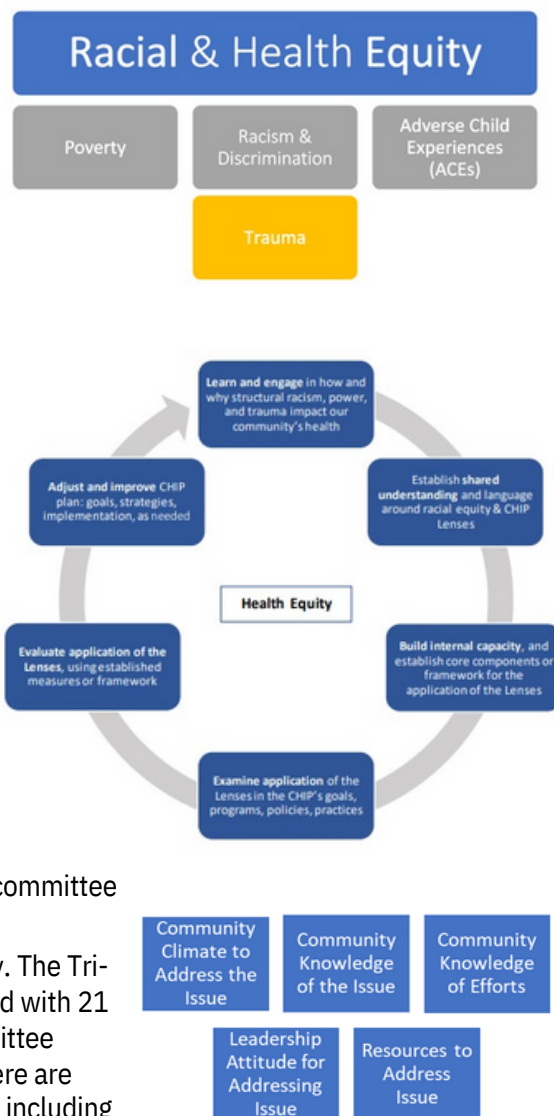 Racial & Health Equity
Poverty
Racism &
Discrimination
Adverse Child
Experiences
(ACEs)
Trauma
Learn and engage in how and
why structural racism, power,
and trauma impact our
community's health
Establish shared
understanding and language
around racial equity & CHIP
Lenses
Build internal capacity, and
establish core components or
framework for the
application of the Lenses
Examine application of the
Lenses in the CHIP's goals,
programs, policies, practices
Evaluate application of the
Lenses, using established
measures or framework
Adjust and improve CHIP
plan: goals, strategies,
implementation, as needed
Health Equity
committee
y. The Tri-
d with 21
ittee
ere are
including
Community
Climate to
Address the
Issue
Community
Knowledge
of the Issue
Community
Knowledge
of Efforts
Leadership
Attitude for
Addressing
Issue
Resources to
Address
Issue